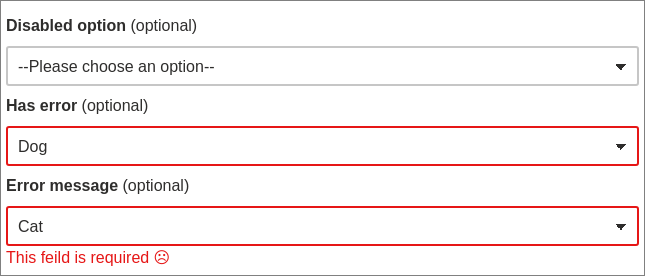 Disabled option (optional)
--Please choose an option--
Has error (optional)
Dog
Error message (optional)
Cat
This feild is required ☹